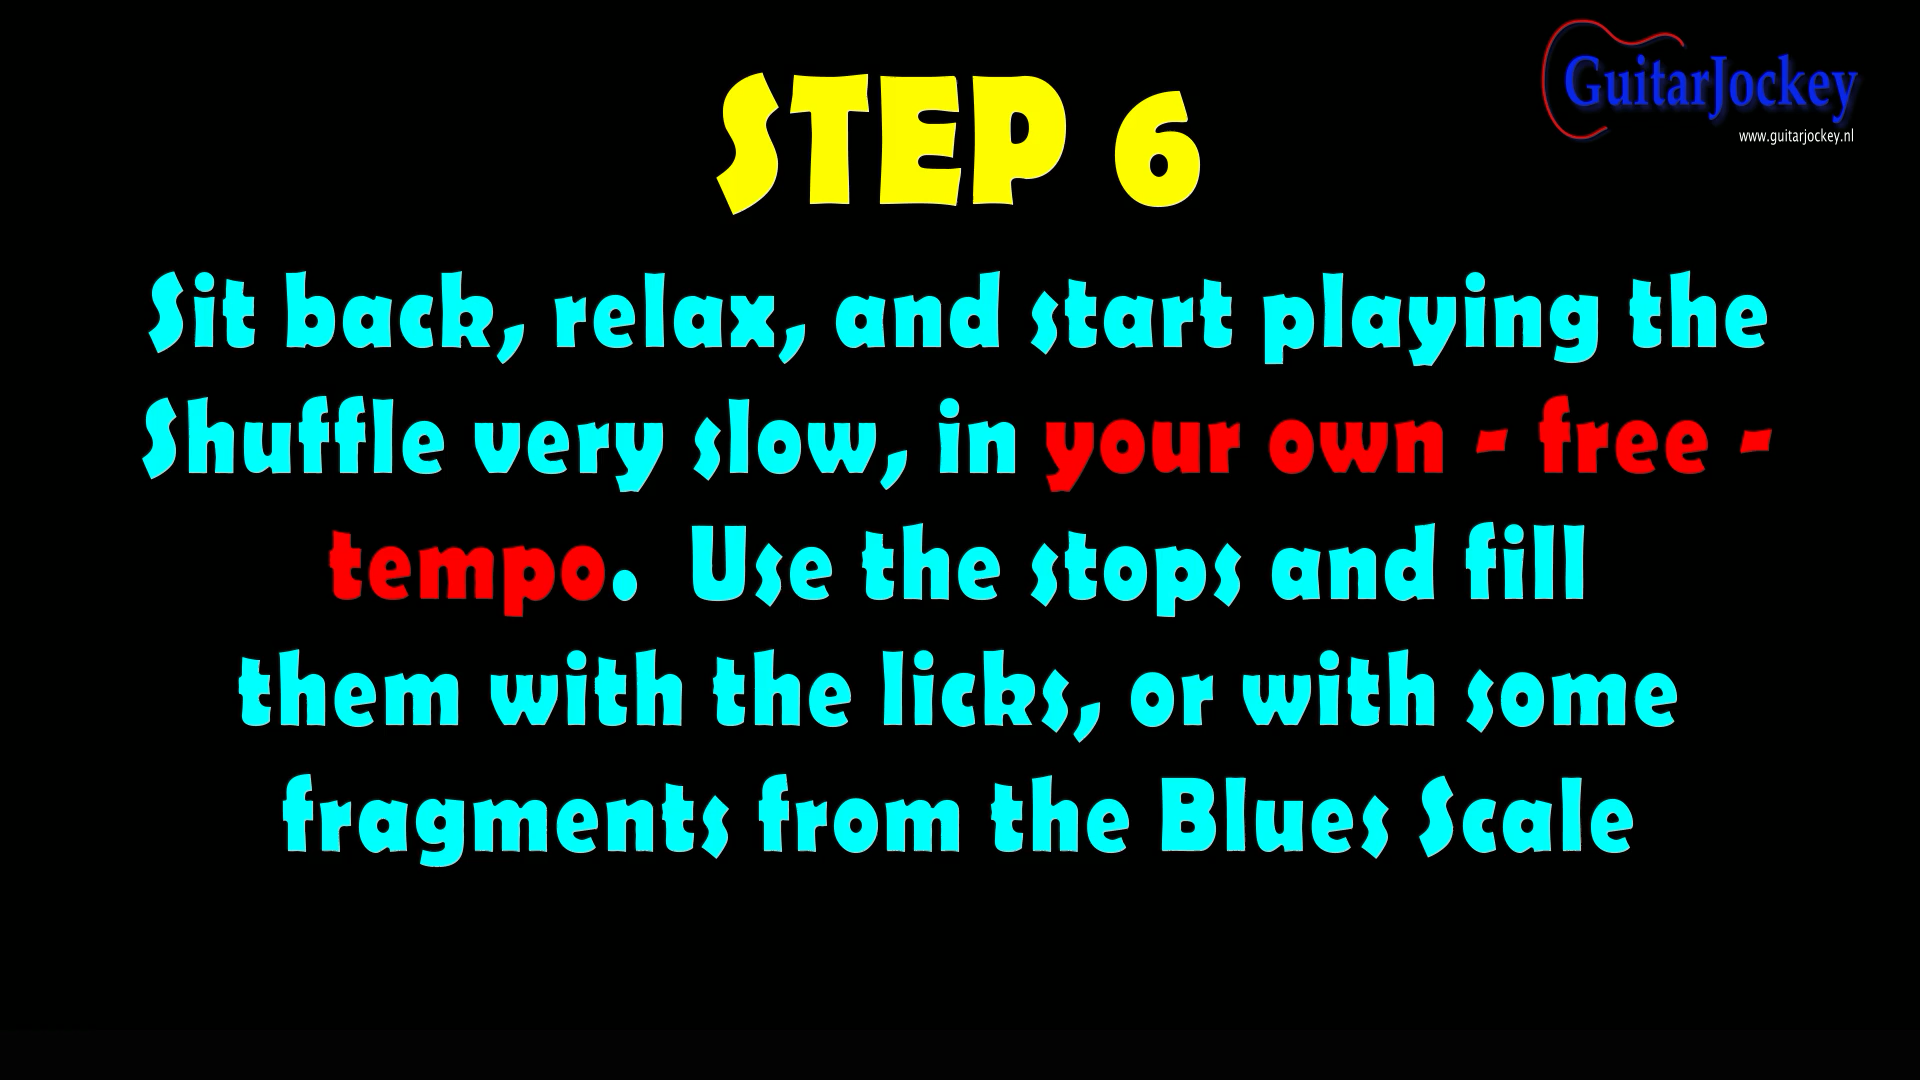 GuitarJockey
www.guitarjockey.nl
STEP 6
Sit back, relax, and start playing the
Shuffle very slow, in your own - free -
tempo. Use the stops and fill
them with the licks, or with some
fragments from the Blues Scale